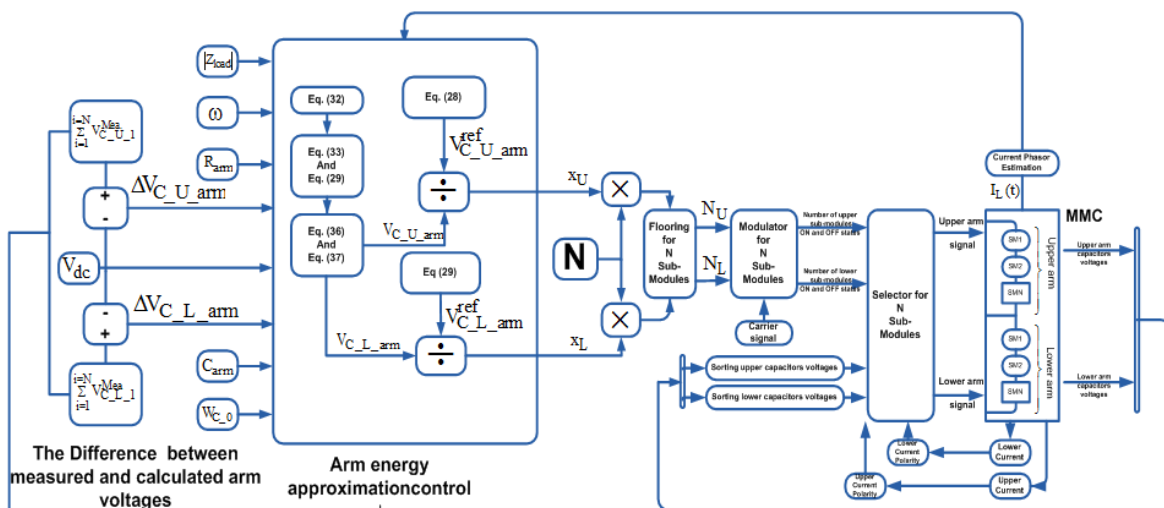 i=N
Σ V_C_U_1^Mea
i=1
+
-
V_dc
-
+
i=N
Σ V_C_L_1^Mea
i=1
ΔV_C_U_arm
ΔV_C_L_arm
The Difference between
measured and calculated arm
voltages
|Z_load|
ω
R_arm
C_arm
W_C_0
Eq. (32)
Eq. (33)
And
Eq. (29)
Eq. (36)
And
Eq. (37)
Eq. (28)
V_C_U_arm^ref
÷
V_C_U_arm
Eq (29)
V_C_L_arm^ref
V_C_L_arm
÷
Arm energy
approximationcontrol
x_U
×
N
×
x_L
Flooring
for
N
Sub-
Modules
N_U
N_L
Modulator
for
N
Sub-
Modules
Carrier
signal
Number of upper
sub-modules
ON and OFF states
Number of lower
sub-modules
ON and OFF states
Sorting upper capacitors voltages
Sorting lower capacitors voltages
Selector for
N
Sub-
Modules
Upper arm
signal
Lower arm
signal
Current Phasor
Estimation
I_L (t)
MMC
SM1
SM2
SMN
Upper arm
SM1
SM2
SMN
Lower arm
Upper arm
capacitors
voltages
Lower arm
capacitors
voltages
Lower Current
Polarity
Lower
Current
Upper
Current Polarity
Upper
Current